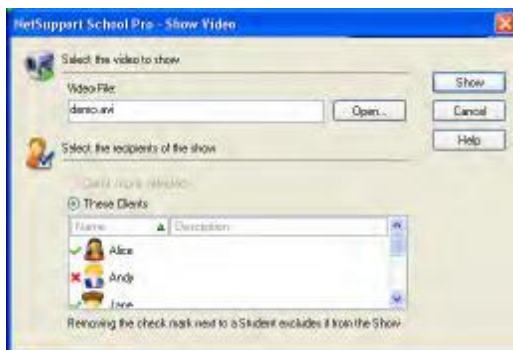 NetSupport School Pro - Show Video
Select the video to show
Video File:
demo.avi
Open...
Show
Cancel
Help
Select the recipients of the show
These Clients
Name
Description
Alice
Andy
Jane
Removing the check mark next to a Student excludes it from the Show